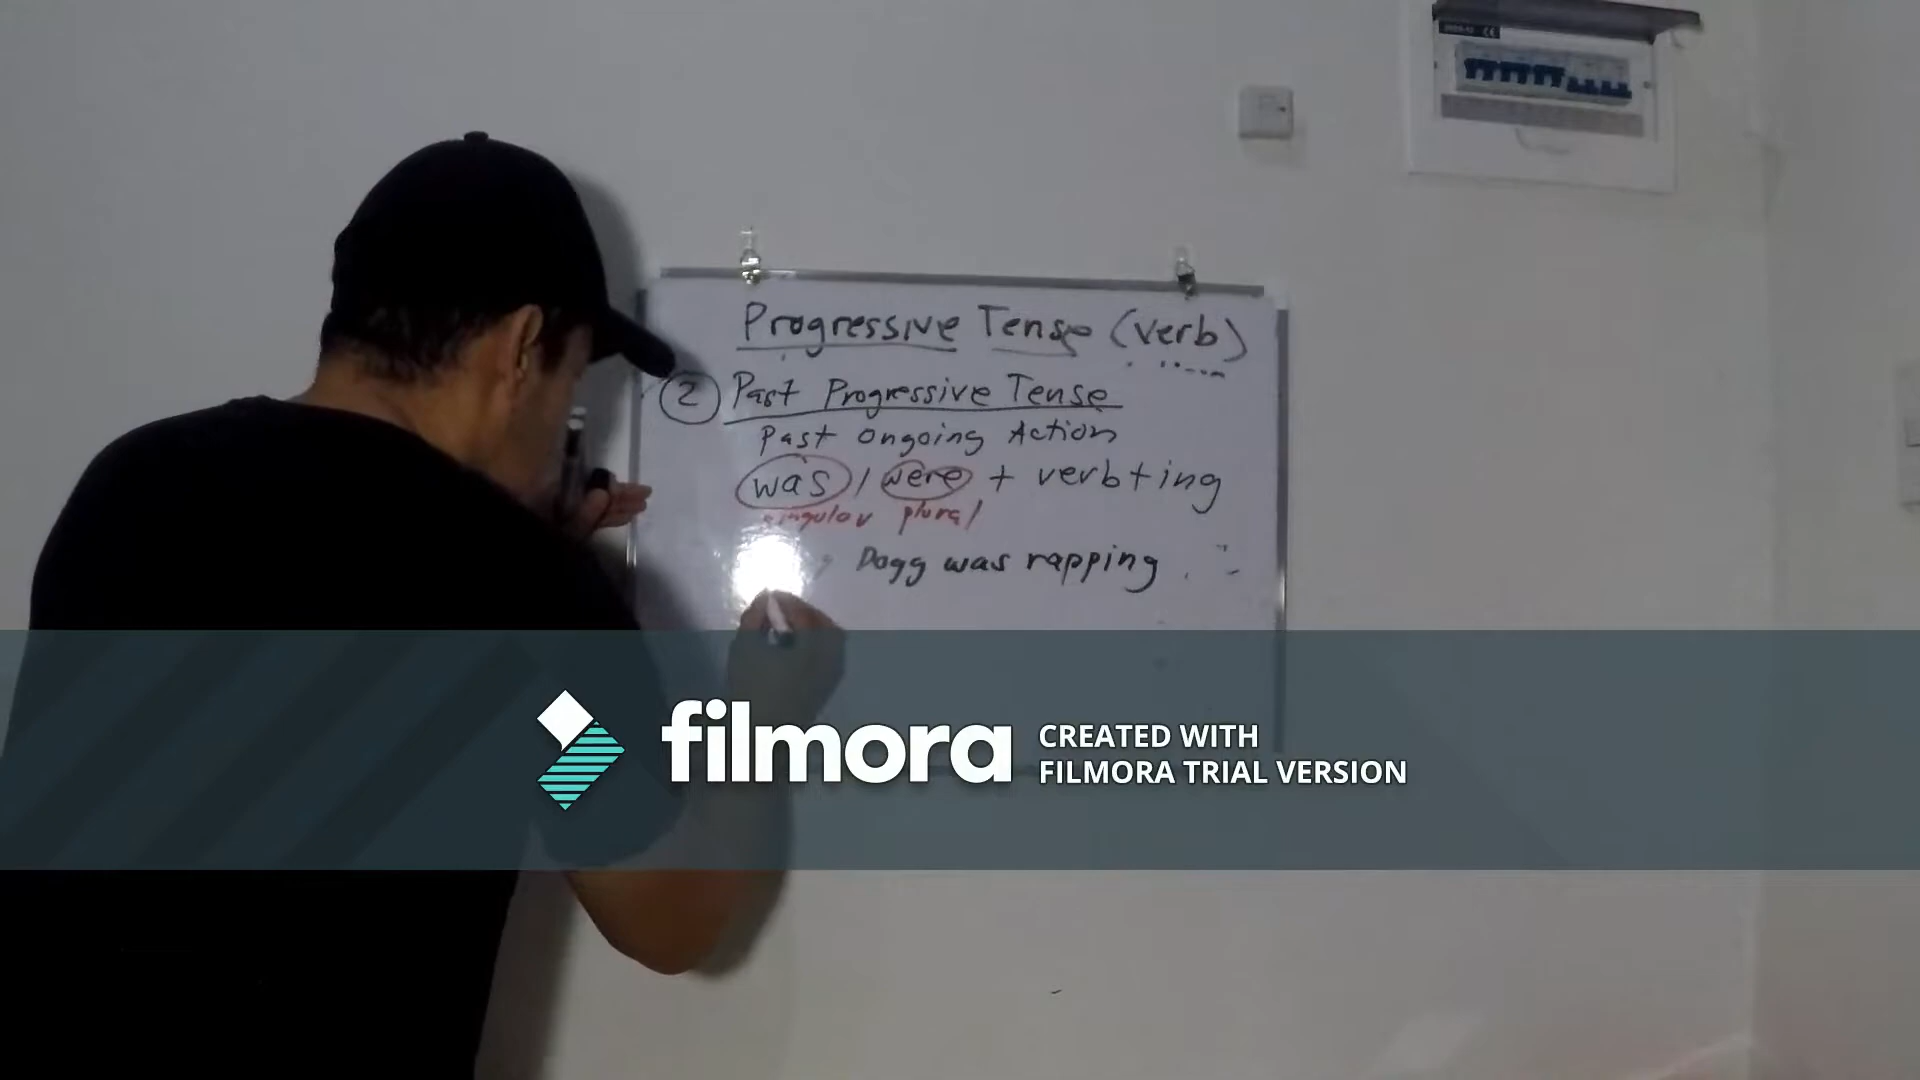 Progressive Tense (verb)
2 Past Progressive Tense
Past Ongoing Action
was / were + verb + ing
singular plural
Dogg was rapping.
filmora
CREATED WITH
FILMORA TRIAL VERSION